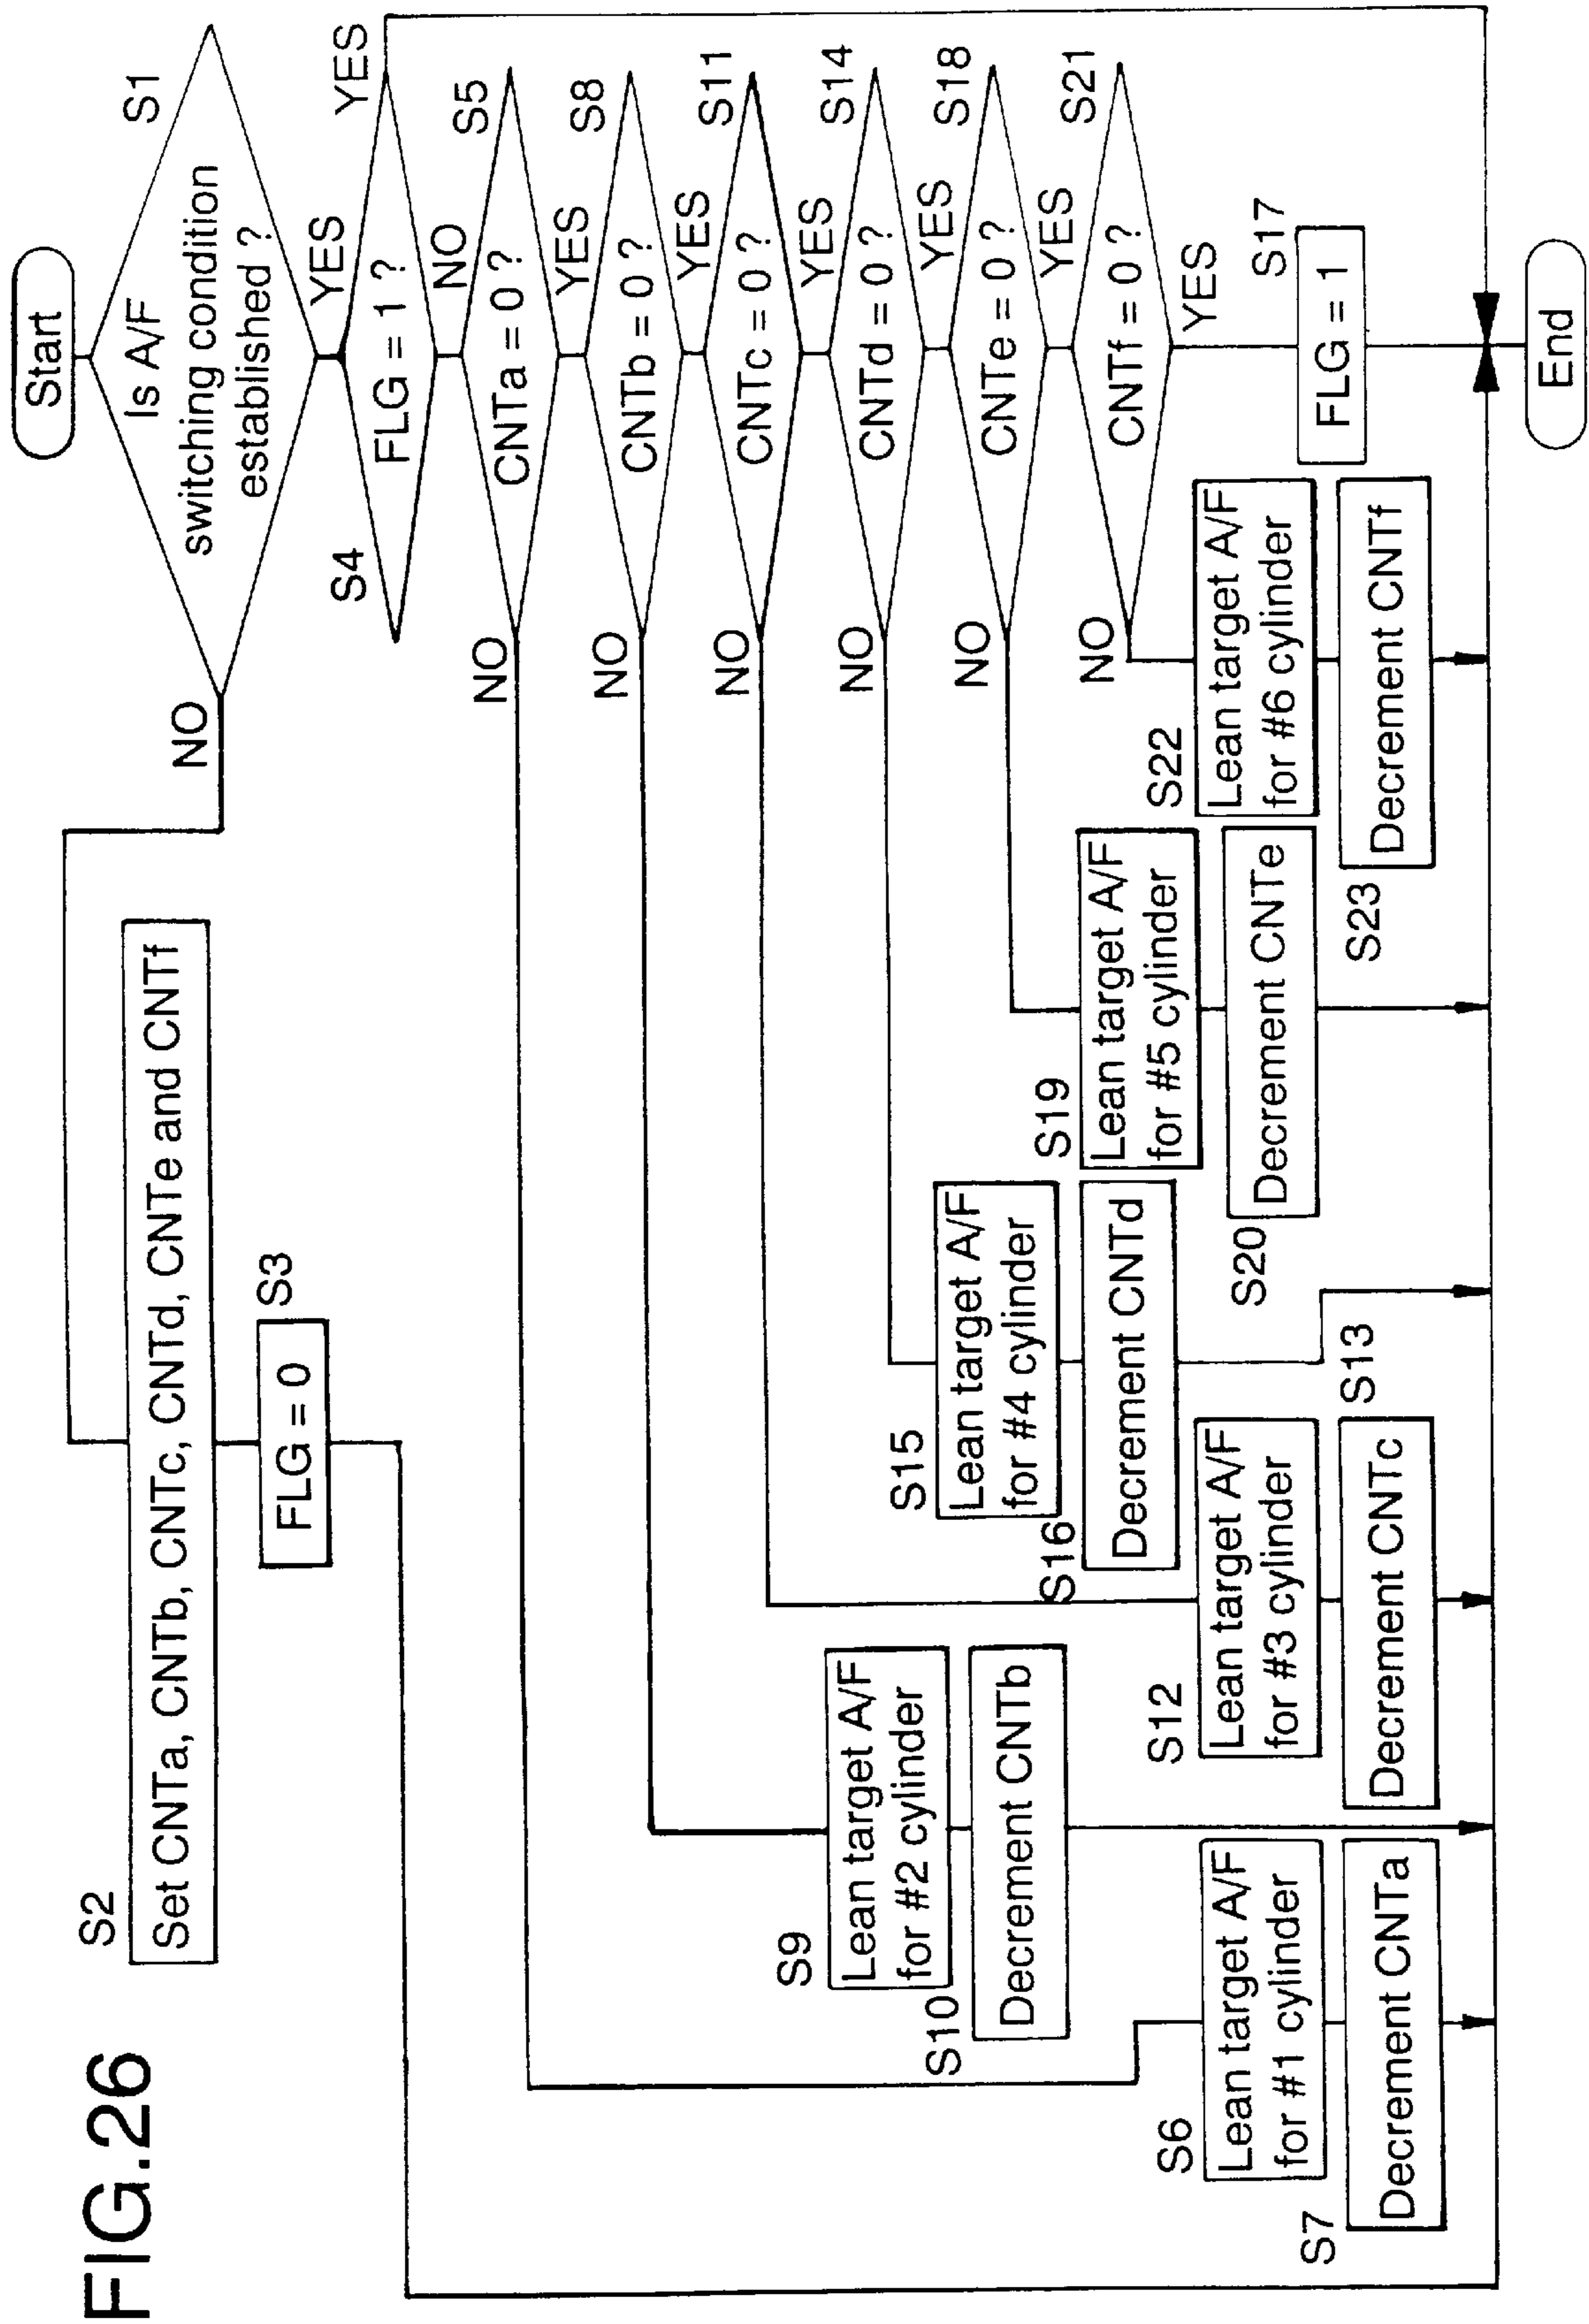 FIG.26
Start
S1
Is A/F
switching condition
established ?
NO
YES
S2
Set CNTa, CNTb, CNTc, CNTd, CNTe and CNTf
S3
FLG = 0
S4
FLG = 1 ?
YES
NO
S5
CNTa = 0 ?
NO
YES
S8
CNTb = 0 ?
NO
YES
S11
CNTc = 0 ?
NO
YES
S14
CNTd = 0 ?
NO
YES
S18
CNTe = 0 ?
NO
YES
S21
CNTf = 0 ?
NO
YES
S6
Lean target A/F
for #1 cylinder
S7
Decrement CNTa
S9
Lean target A/F
for #2 cylinder
S10
Decrement CNTb
S12
Lean target A/F
for #3 cylinder
S13
Decrement CNTc
S15
Lean target A/F
for #4 cylinder
S16
Decrement CNTd
S19
Lean target A/F
for #5 cylinder
S20
Decrement CNTe
S22
Lean target A/F
for #6 cylinder
S23
Decrement CNTf
S17
FLG = 1
End